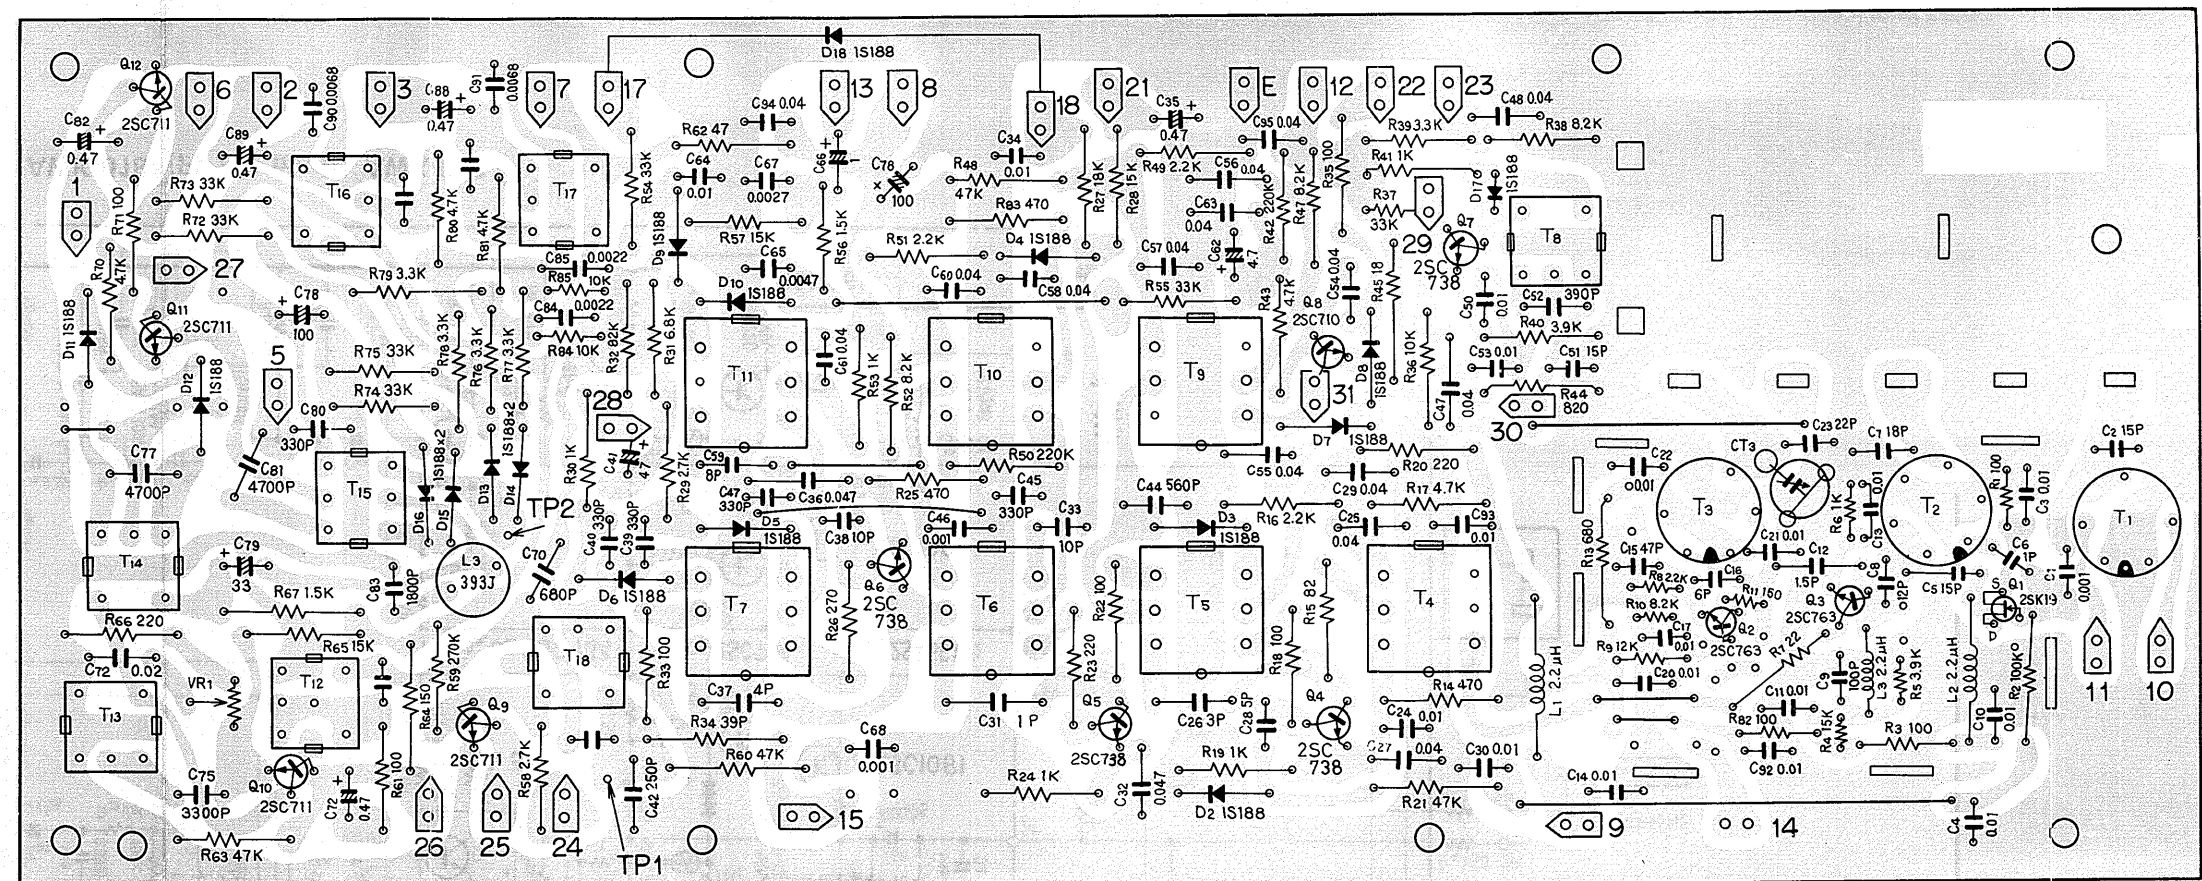 D18 1S188
Q12
6
2
C90 0.0068
3
C88
0.47
C91
0.0068
7
17
C94 0.04
13
8
18
21
C35
0.47
E
12
22
23
C48 0.04
2SC711
C82
0.47
C89
0.47
R62 47
C66
1
C34
0.01
C95 0.04
R39 3.3K
R38 8.2K
1
R71 100
R73 33K
R72 33K
T16
R80 4.7K
R81 4.7K
T17
R54 33K
C64
0.01
C67
0.0027
C78
100
R48
47K
R83 470
R27 18K
R28 15K
R49 2.2K
C56
0.04
C63
0.04
R42 220K
R47 8.2K
R35 100
R41 1K
R37
33K
D17
1S188
R57 15K
R56 1.5K
R51 2.2K
D4 1S188
C62
4.7
29
Q7
2SC
738
T8
R70
4.7K
27
R79 3.3K
C85
0.0022
R85
10K
D9 1S188
C65
0.0047
C60 0.04
C58 0.04
C57 0.04
R55 33K
D10
1S188
R43
4.7K
Q8
2SC710
C54 0.04
R45 18
C50
0.01
C52
390P
R40
3.9K
D11 1S188
Q11
2SC711
C78
100
C84
0.0022
R84 10K
R78 3.3K
R76 3.3K
R77 3.3K
R32 82K
R31 6.8K
R75 33K
R74 33K
D12
1S188
5
T11
C61 0.04
R53 1K
R52 8.2K
T10
T9
31
D8
1S188
R36 10K
C53 0.01
C51 15P
C47
0.04
R44
820
30
C80
330P
1S188×2
1S188×2
28
C41
47
R30 1K
R29 2.7K
D7
1S188
C77
4700P
C81
4700P
T15
D16
D15
D13
D14
TP2
C59
8P
C36 0.047
R25 470
R50 220K
C55 0.04
R20 220
C29 0.04
R17 4.7K
C47
330P
C45
330P
C44 560P
R16 2.2K
C22
0.01
T3
CT3
C23 22P
C7 18P
T2
R1 100
C3 0.01
C2 15P
T1
D5
1S188
C38 10P
C46
0.001
C33
10P
D3
1S188
C25
0.04
C93
0.01
R13 680
R6 1K
C13
0.01
C21 0.01
C12
1.5P
T14
C79
33
L3
393J
C70
680P
C40 330P
C39 330P
D6 1S188
C83
1800P
C15 47P
R8 2.2K
C16
6P
R11 150
Q3
2SC763
C8
12P
C5 15P
C6
1P
S
Q1
2SK19
D
C1
0.001
R67 1.5K
R66 220
R65 15K
C72
0.02
T7
R26 270
Q6
2SC
738
T6
R22 100
T5
R15 82
T4
R10 8.2K
C17
0.01
Q2
2SC763
R9 12K
C20 0.01
R7 22
R23 220
R18 100
T18
R33 100
T13
VR1
T12
R64 150
R59 270K
Q9
2SC711
C37
4P
R34 39P
R60 47K
C68
0.001
C31
1P
Q5
2SC738
C26 3P
C28 5P
Q4
2SC
738
R14 470
C24
0.01
L1 2.2μH
C9
100P
L3 2.2μH
R5 3.9K
L2 2.2μH
C10
0.01
R2 100K
11
10
C11 0.01
R82 100
C92 0.01
R4 15K
R3 100
Q10
2SC711
C75
3300P
C72
0.47
R61 100
R58 2.7K
C42 250P
R24 1K
C32
0.047
R19 1K
D2 1S188
C27
0.04
C30 0.01
R21 47K
C14 0.01
R63 47K
26
25
24
TP1
15
9
14
C4
0.01